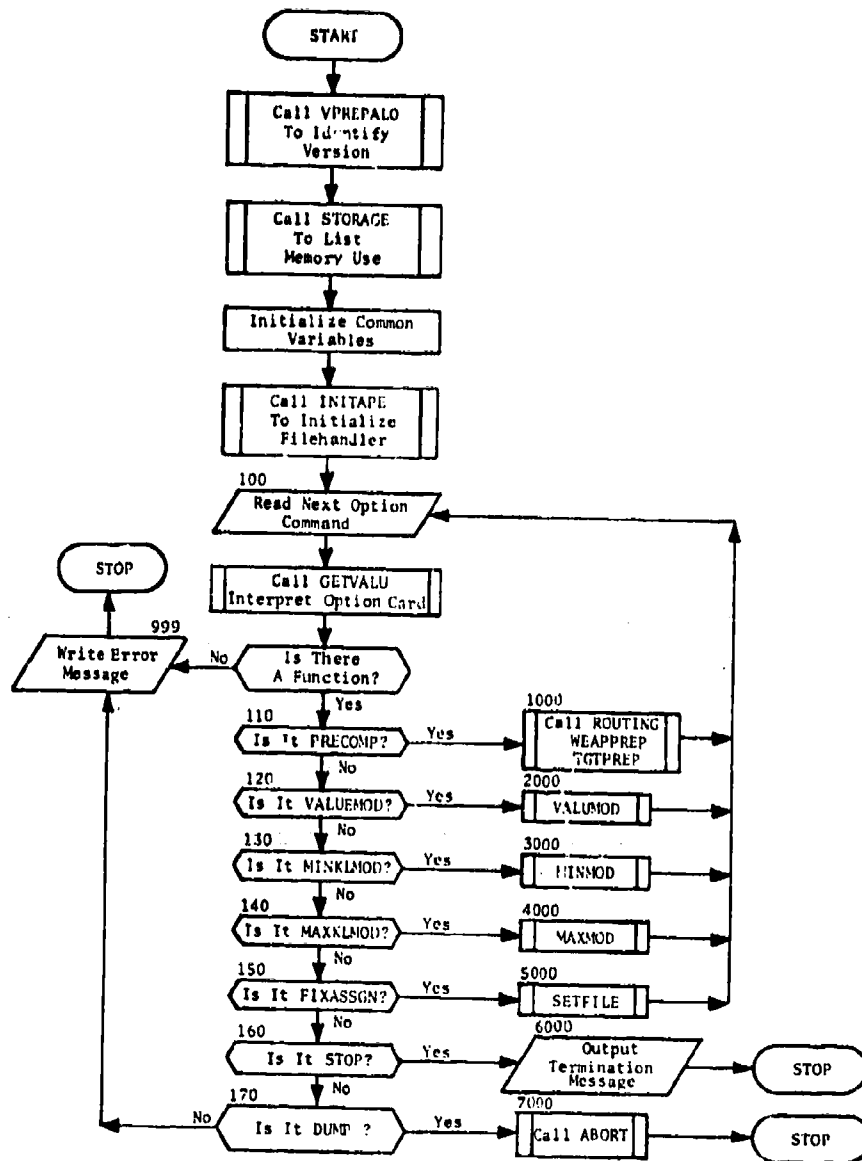 START
Call VPREPALO
To Identify
Version
Call STORAGE
To List
Memory Use
Initialize Common
Variables
Call INITAPE
To Initialize
Filehandler
100
Read Next Option
Command
STOP
Call GETVALU
Interpret Option Card
999
Write Error
Message
No
Is There
A Function?
Yes
110
Is It PRECOMP?
Yes
1000
Call ROUTING
WEAPPREP
TGTPREP
No
120
Is It VALUEMOD?
Yes
2000
VALUMOD
No
130
Is It MINKLMOD?
Yes
3000
MINMOD
No
140
Is It MAXKLMOD?
Yes
4000
MAXMOD
No
150
Is It FIXASSGN?
Yes
5000
SETFILE
No
160
Is It STOP?
Yes
6000
Output
Termination
Message
STOP
No
170
No
Is It DUMP ?
Yes
7000
Call ABORT
STOP